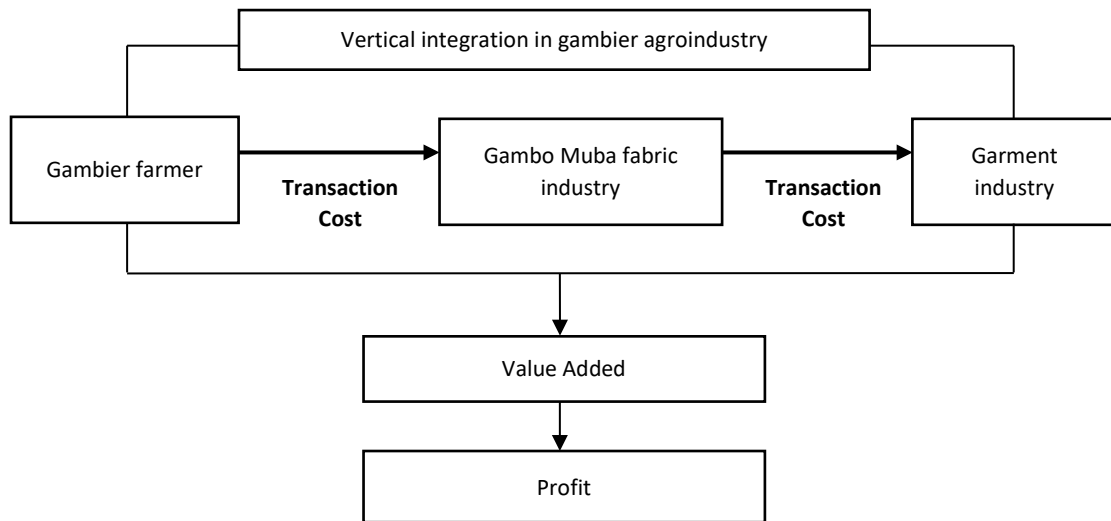 Vertical integration in gambier agroindustry
Gambier farmer
Transaction
Cost
Gambo Muba fabric
industry
Transaction
Cost
Garment
industry
Value Added
Profit